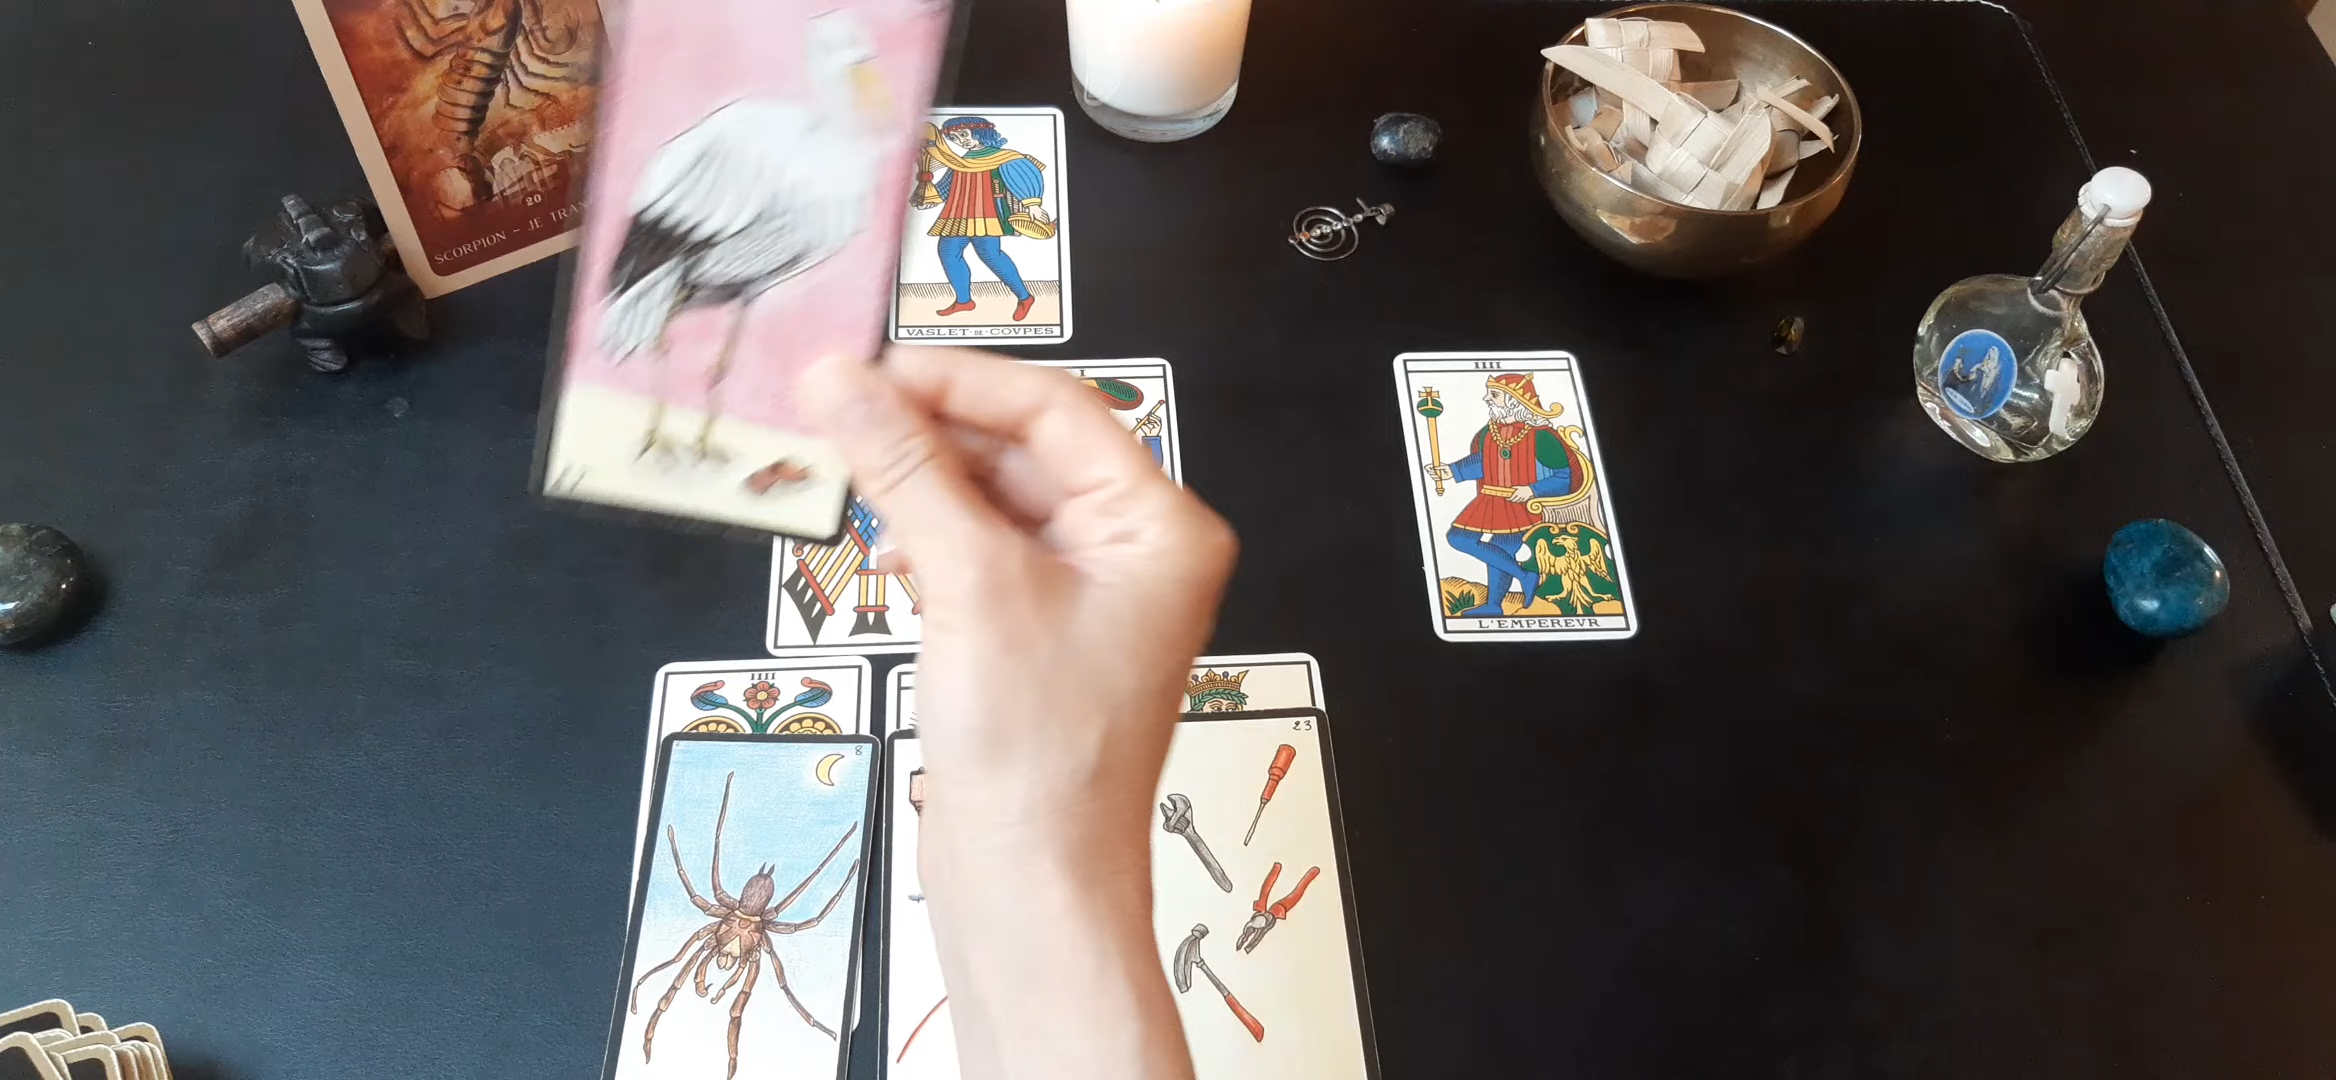 20
SCORPION ~ JE TRAN
VASLET·DE·COVPES
I
IIII
L'EMPEREVR
IIII
8
23